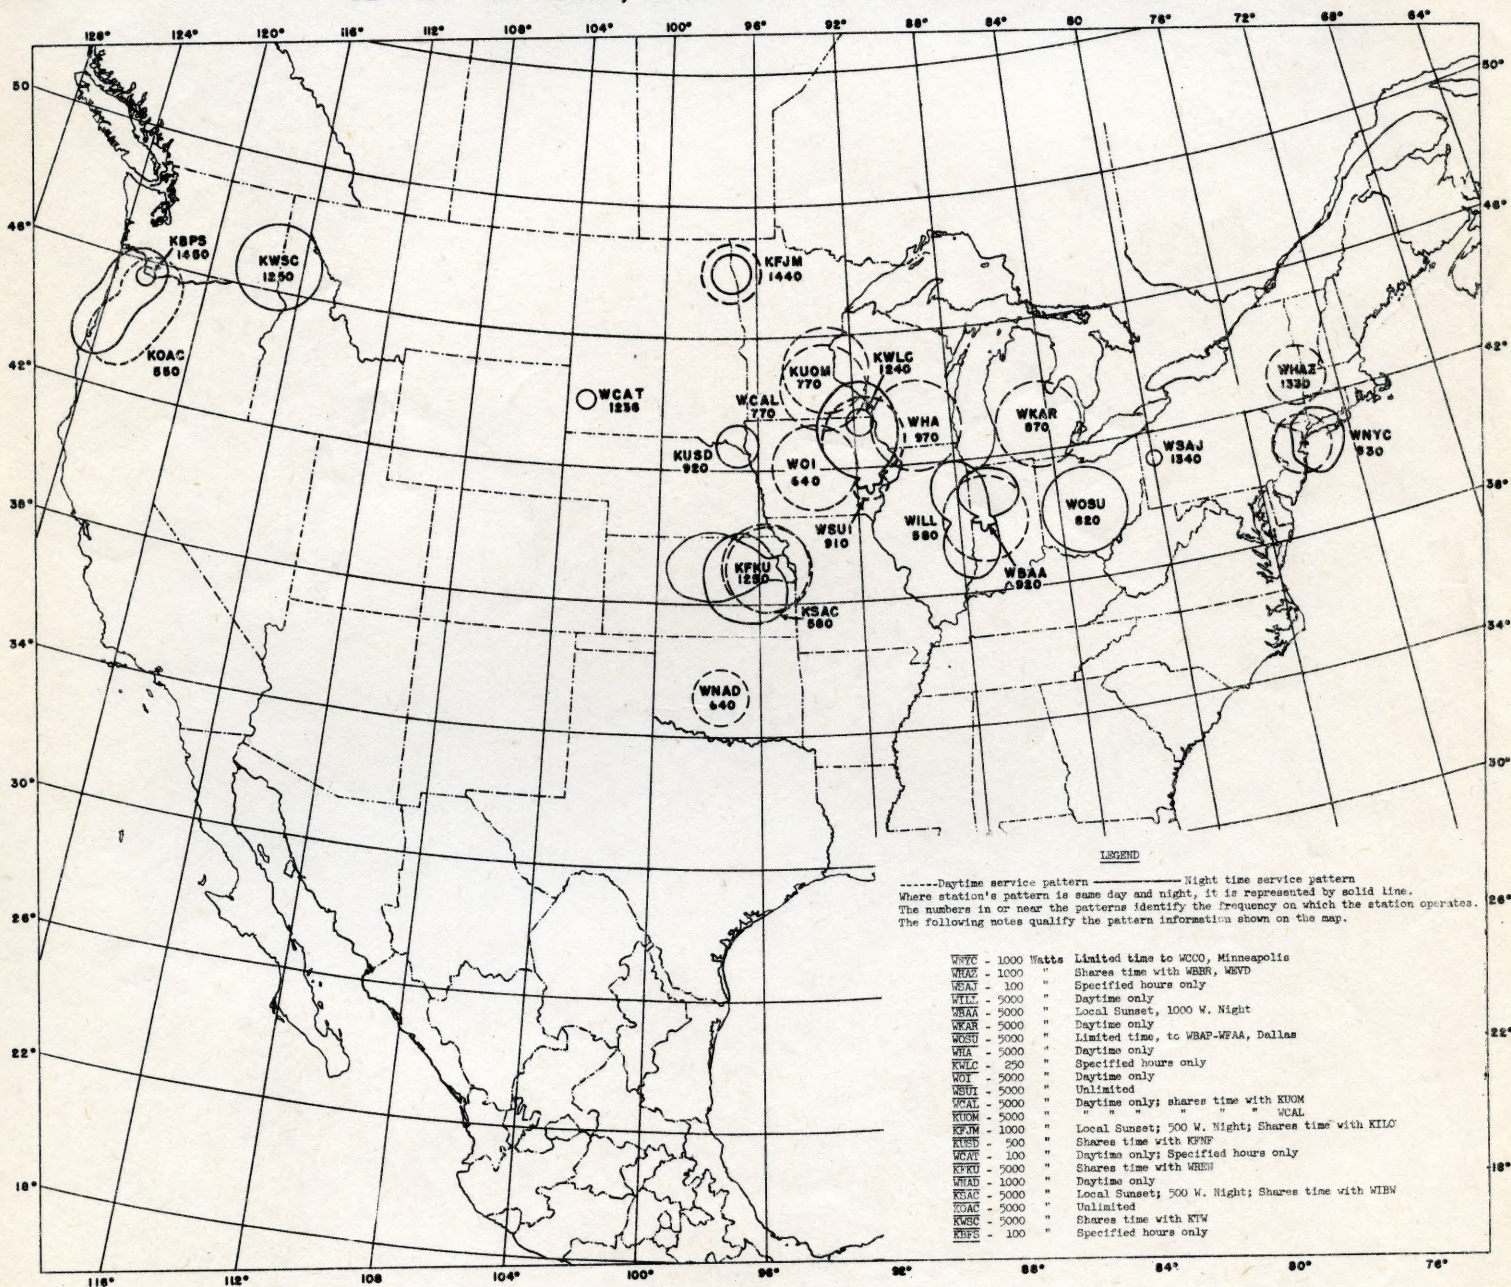 128° 124° 120° 116° 112° 108° 104° 100° 96° 92° 88° 84° 80 76° 72° 68° 64°
50 50°
46° 46°
42° 42°
38° 38°
34° 34°
30° 30°
26° 26°
22° 22°
18° 18°
KBPS
1450
KWSC
1250
KOAC
550
KFJM
1440
WCAT
1236
KUOM
770
KWLC
1240
WCAL
770
KUSD
920
WOI
640
WHA
970
WKAR
870
WSAJ
1340
WHAZ
1330
WNYC
830
WSUI
910
WILL
580
WOSU
820
WBAA
920
KFKU
1250
KSAC
580
WNAD
640
LEGEND
------Daytime service pattern ————— Night time service pattern
Where station's pattern is same day and night, it is represented by solid line.
The numbers in or near the patterns identify the frequency on which the station operates.
The following notes qualify the pattern information shown on the map.
WNYC - 1000 Watts Limited time to WCCO, Minneapolis
WHAZ - 1000 " Shares time with WBBR, WEVD
WSAJ - 100 " Specified hours only
WILL - 5000 " Daytime only
WBAA - 5000 " Local Sunset, 1000 W. Night
WKAR - 5000 " Daytime only
WOSU - 5000 " Limited time, to WBAP-WFAA, Dallas
WHA - 5000 " Daytime only
KWLC - 250 " Specified hours only
WOI - 5000 " Daytime only
WSUI - 5000 " Unlimited
WCAL - 5000 " Daytime only; shares time with KUOM
KUOM - 5000 " " " " " " " WCAL
KFJM - 1000 " Local Sunset; 500 W. Night; Shares time with KILO
KUSD - 500 " Shares time with KFNF
WCAT - 100 " Daytime only; Specified hours only
KFKU - 5000 " Shares time with WREN
WNAD - 1000 " Daytime only
KSAC - 5000 " Local Sunset; 500 W. Night; Shares time with WIBW
KOAC - 5000 " Unlimited
KWSC - 5000 " Shares time with KTW
KBPS - 100 " Specified hours only
116° 112° 108° 104° 100° 96° 92° 88° 84° 80° 76°